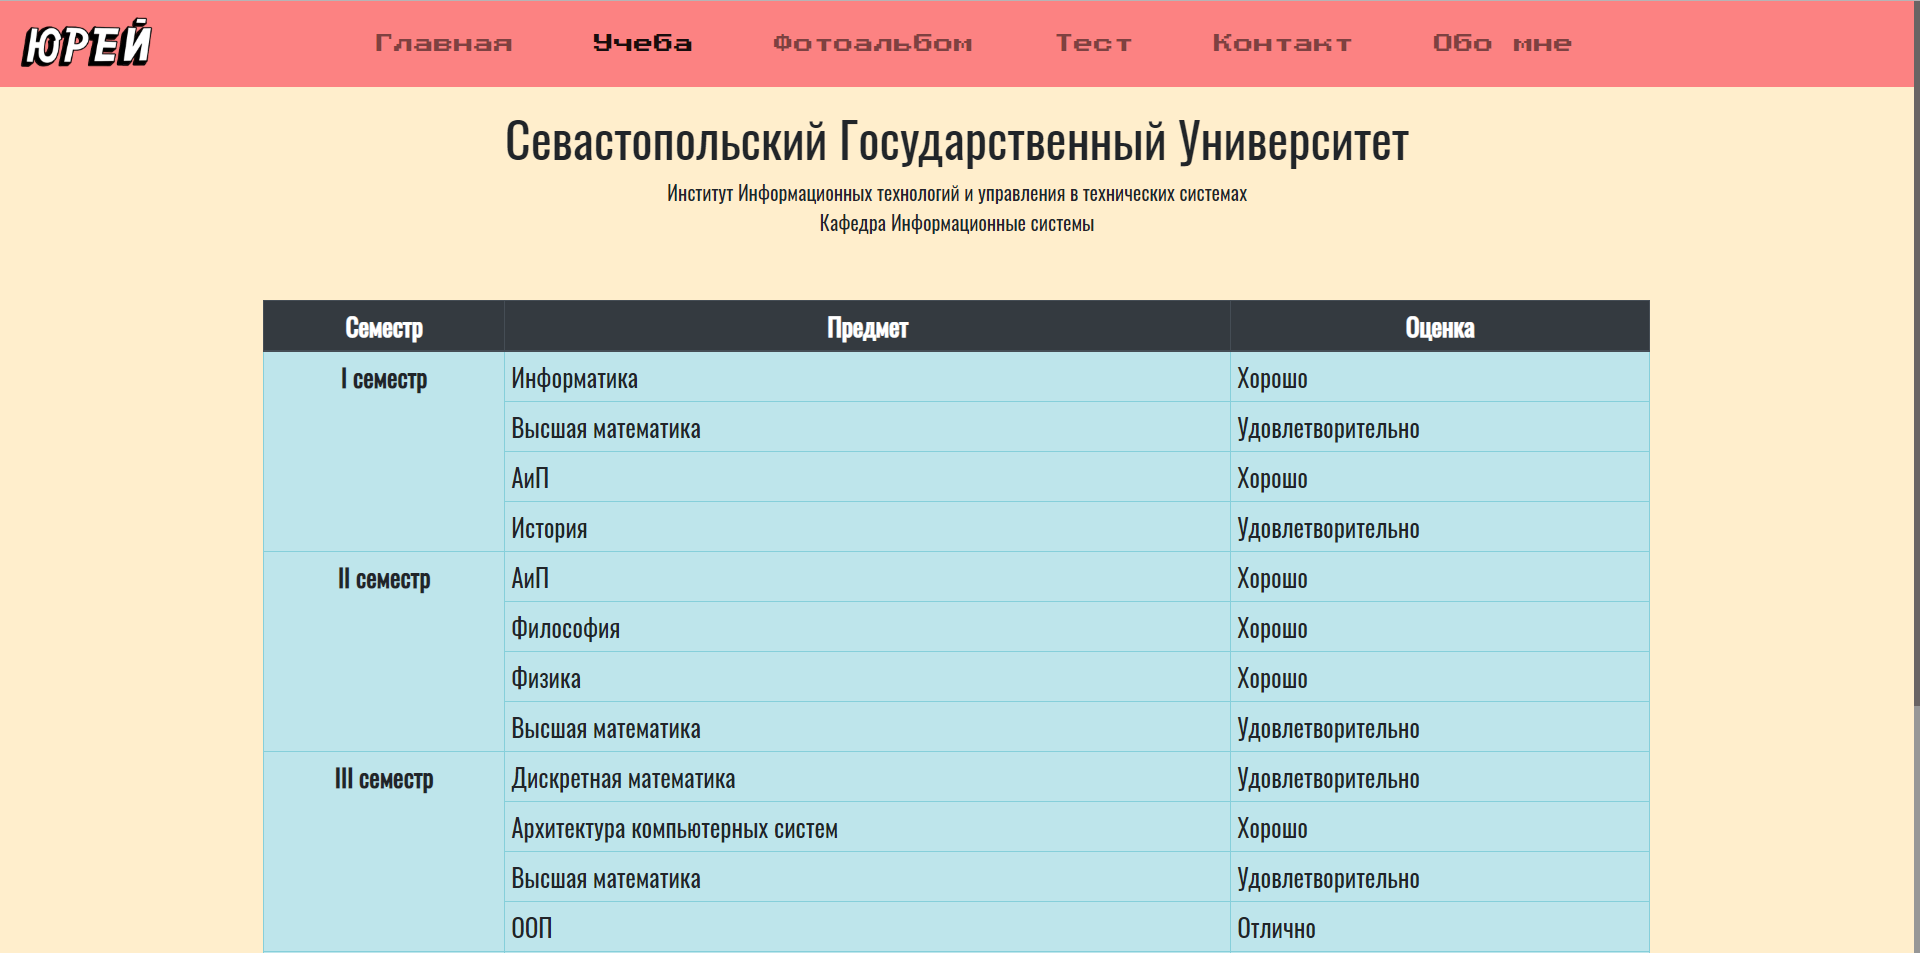 ЮРЕЙ Главная Учеба Фотоальбом Тест Контакт Обо мне
Севастопольский Государственный Университет
Институт Информационных технологий и управления в технических системах
Кафедра Информационные системы
Семестр Предмет Оценка
I семестр Информатика Хорошо
Высшая математика Удовлетворительно
АиП Хорошо
История Удовлетворительно
II семестр АиП Хорошо
Философия Хорошо
Физика Хорошо
Высшая математика Удовлетворительно
III семестр Дискретная математика Удовлетворительно
Архитектура компьютерных систем Хорошо
Высшая математика Удовлетворительно
ООП Отлично